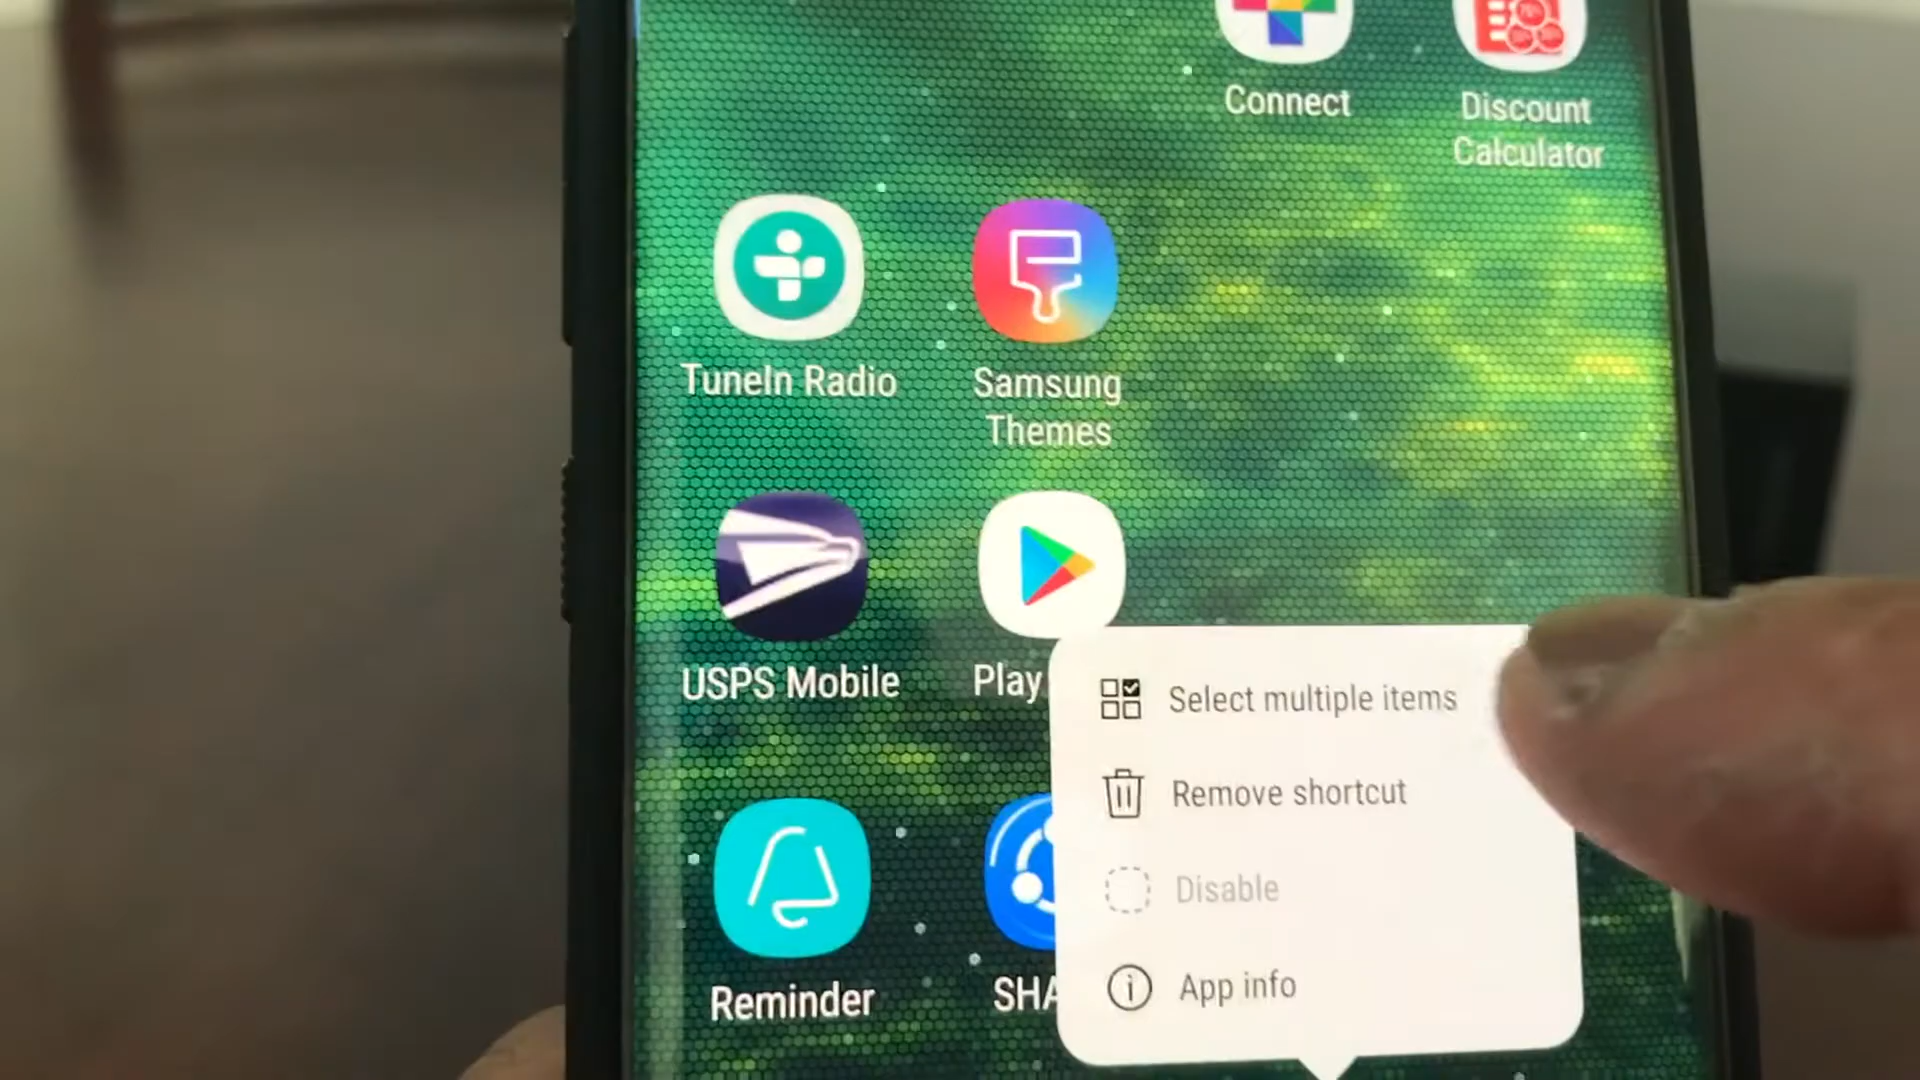 Connect
Discount
Calculator
TuneIn Radio
Samsung
Themes
USPS Mobile
Play
Select multiple items
Remove shortcut
Disable
App info
Reminder
SHA